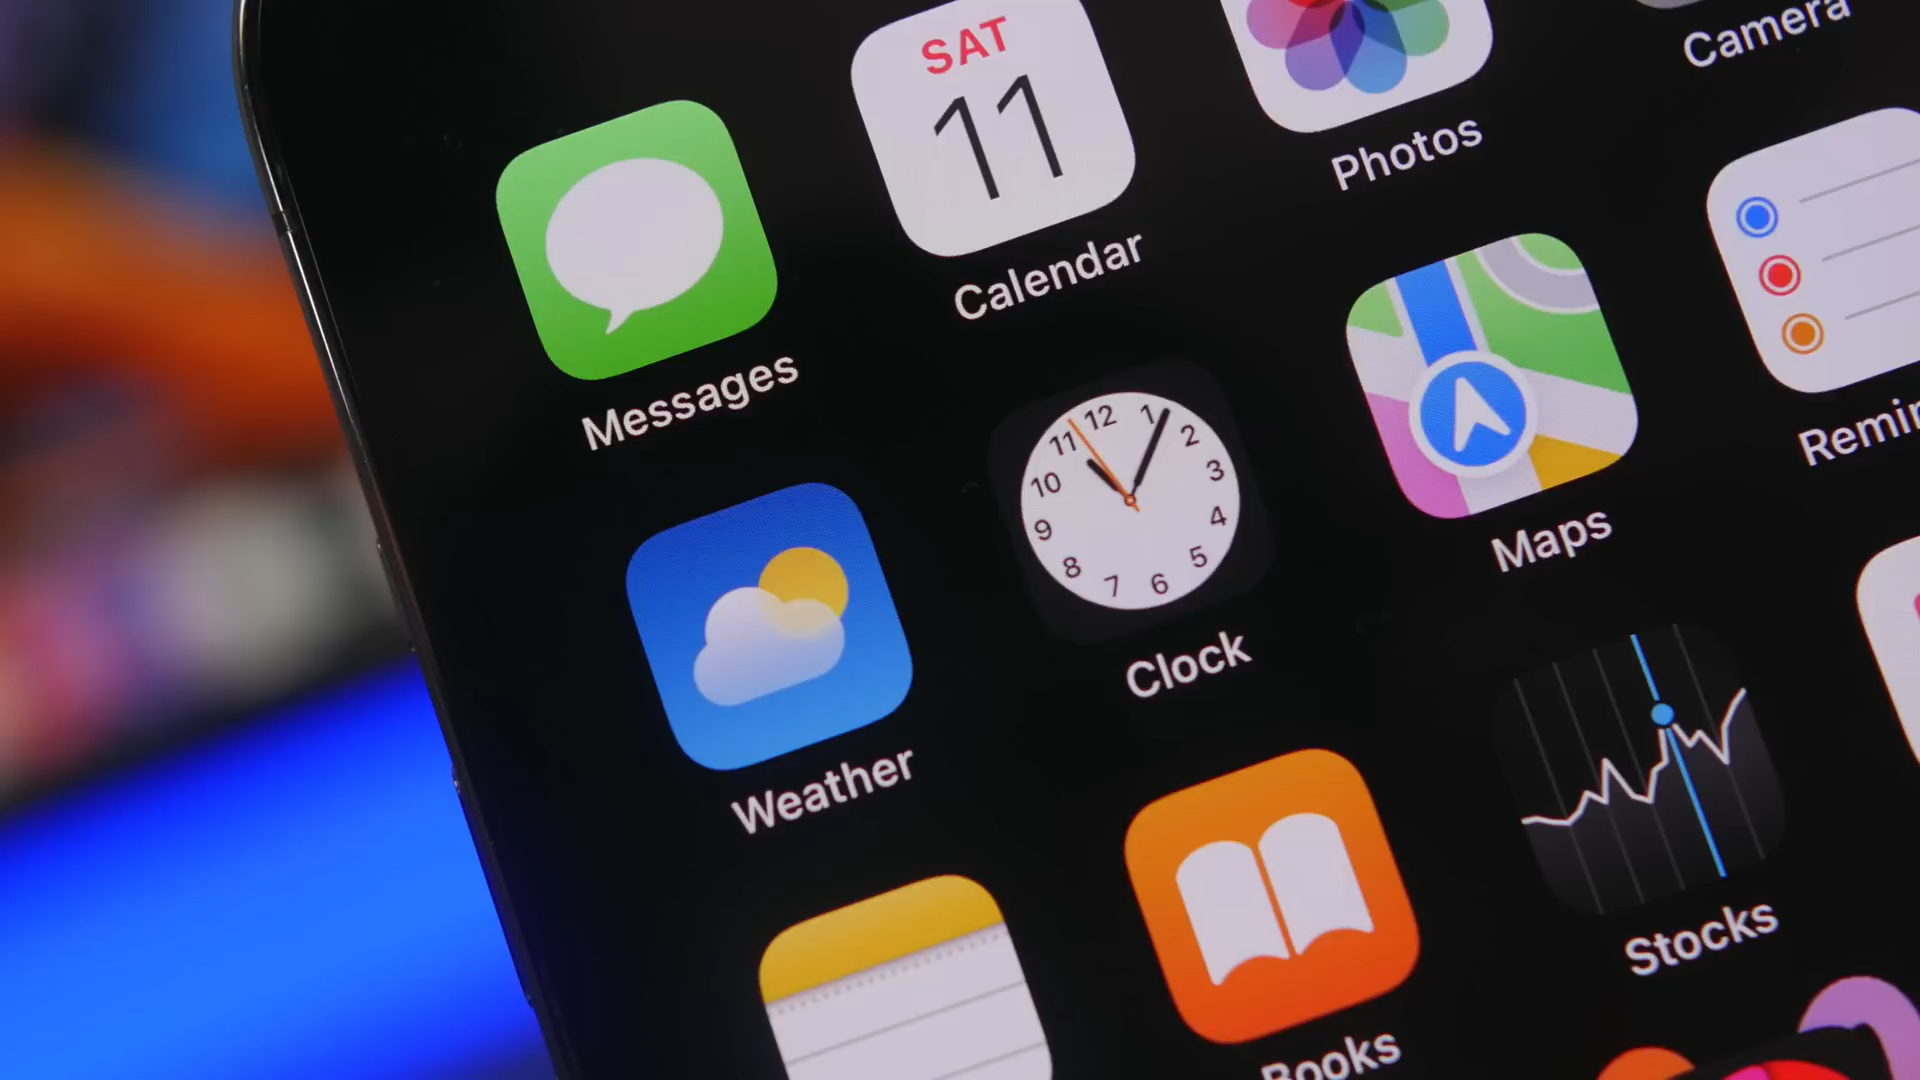 SAT
11
Messages
Calendar
Photos
Camera
Weather
12
1
2
3
4
5
6
7
8
9
10
11
Clock
Maps
Remin
Books
Stocks